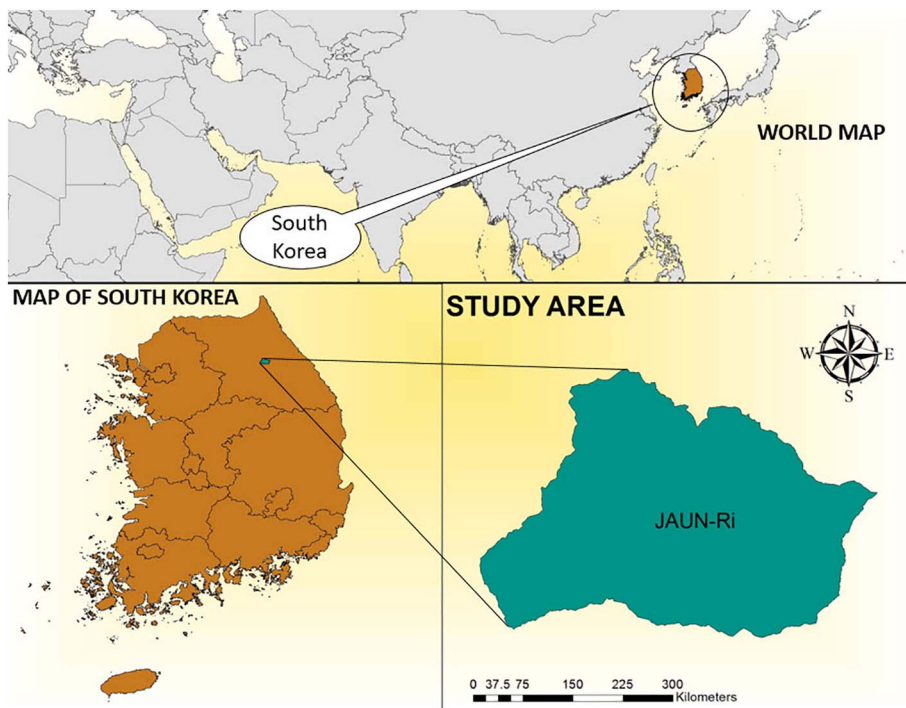 WORLD MAP
South
Korea
MAP OF SOUTH KOREA
STUDY AREA
N
W
E
S
JAUN-Ri
0 37.5 75 150 225 300
Kilometers